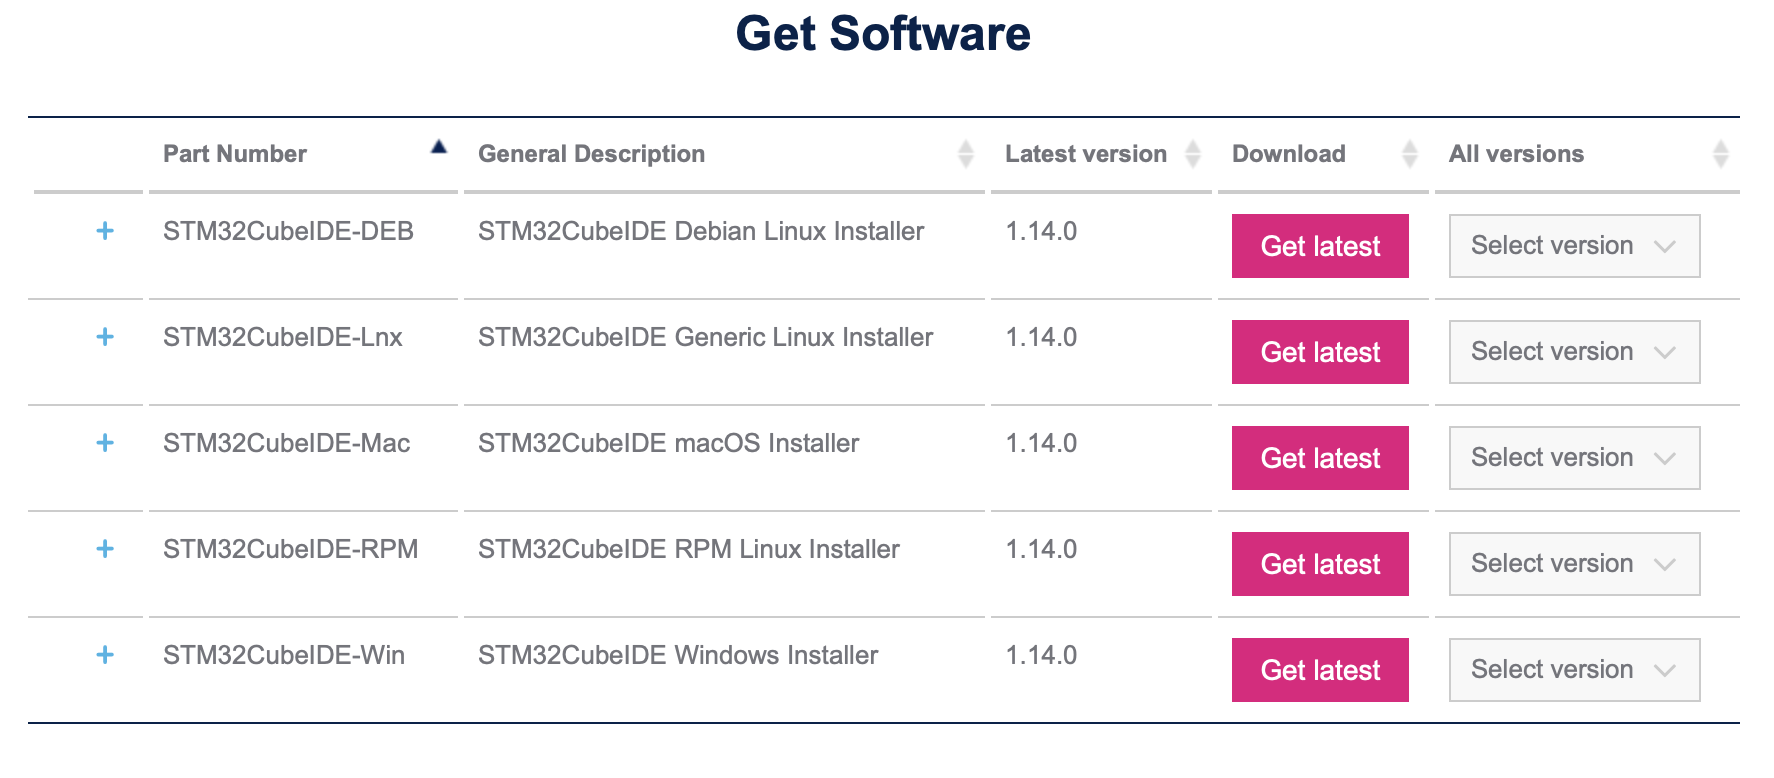 Get Software
Part Number General Description Latest version Download All versions
+ STM32CubeIDE-DEB STM32CubeIDE Debian Linux Installer 1.14.0 Get latest Select version
+ STM32CubeIDE-Lnx STM32CubeIDE Generic Linux Installer 1.14.0 Get latest Select version
+ STM32CubeIDE-Mac STM32CubeIDE macOS Installer 1.14.0 Get latest Select version
+ STM32CubeIDE-RPM STM32CubeIDE RPM Linux Installer 1.14.0 Get latest Select version
+ STM32CubeIDE-Win STM32CubeIDE Windows Installer 1.14.0 Get latest Select version